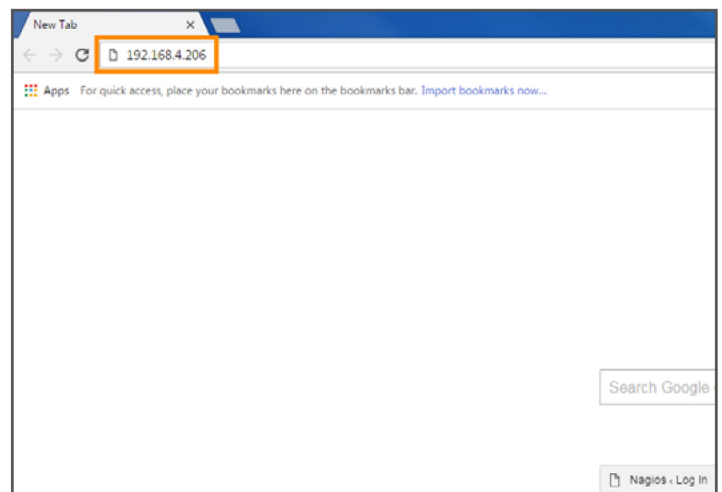 New Tab
192.168.4.206
Apps For quick access, place your bookmarks here on the bookmarks bar. Import bookmarks now...
Search Google
Nagios ‹ Log In